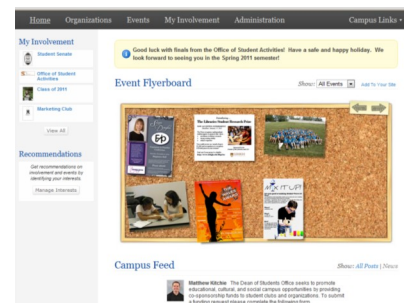 Home Organizations Events My Involvement Administration Campus Links
My Involvement
Student Senate
Office of Student
Activities
Class of 2011
Marketing Club
View All
Recommendations
Get recommendations on
involvement and events by
identifying your interests.
Manage Interests
Good luck with finals from the Office of Student Activities! Have a safe and happy holiday. We
look forward to seeing you in the Spring 2011 semester!
Event Flyerboard
Show: All Events
Add To Your Site
MIX IT UP!
Campus Feed
Show: All Posts | News
Matthew Kitchie The Dean of Students Office seeks to promote
educational, cultural, and social campus opportunities by providing
co-sponsorship funds to student clubs and organizations. To submit
a funding request please complete the following form